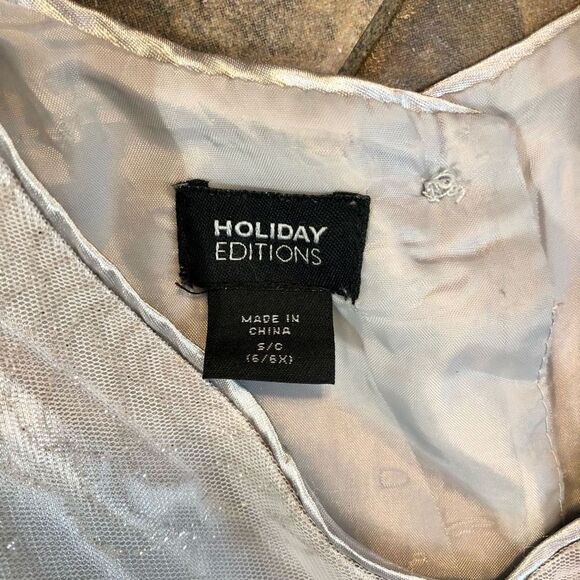 HOLIDAY
EDITIONS
MADE IN
CHINA
S/C
(6/6X)